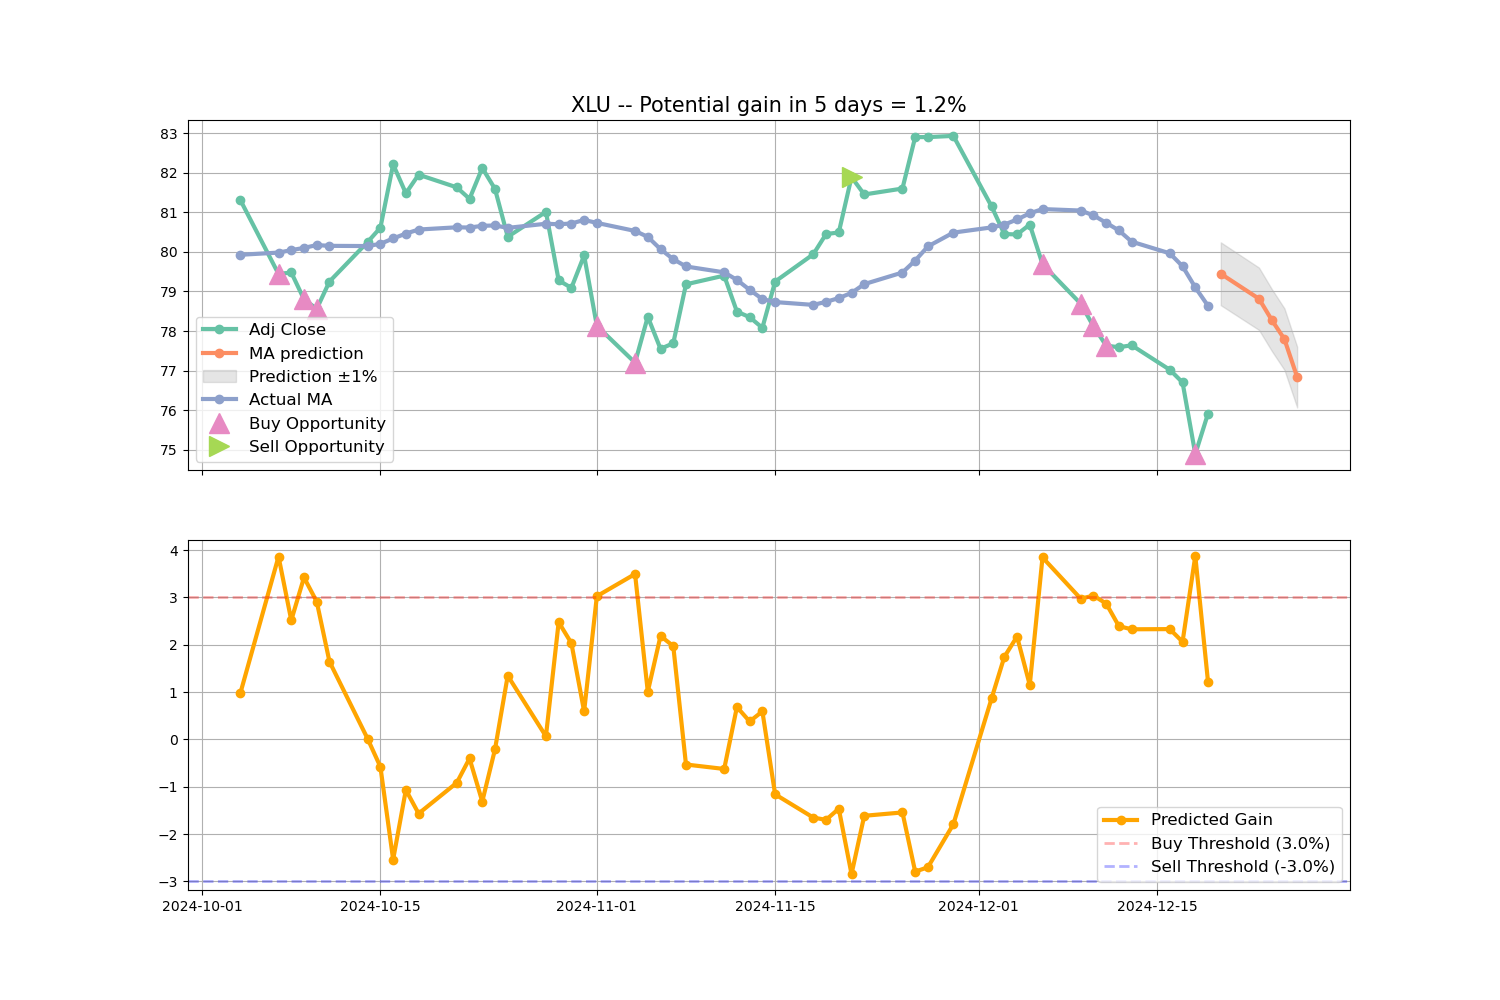 XLU -- Potential gain in 5 days = 1.2%
83
82
81
80
79
78
77
76
75
Adj Close
MA prediction
Prediction ±1%
Actual MA
Buy Opportunity
Sell Opportunity
4
3
2
1
0
−1
−2
−3
Predicted Gain
Buy Threshold (3.0%)
Sell Threshold (-3.0%)
2024-10-01 2024-10-15 2024-11-01 2024-11-15 2024-12-01 2024-12-15